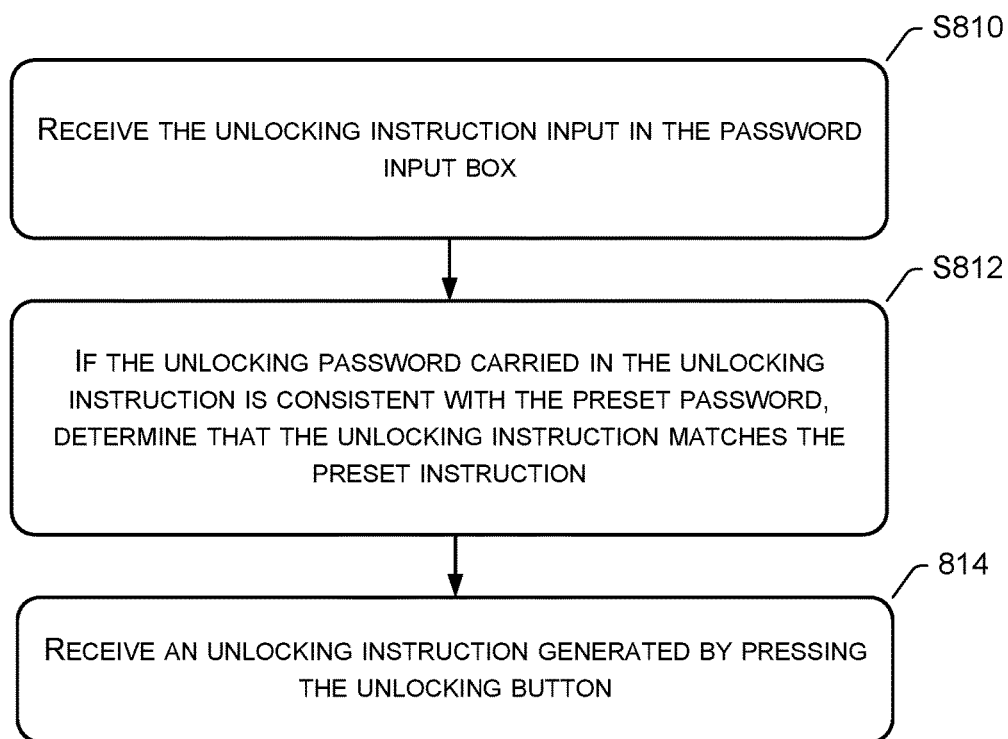 S810
RECEIVE THE UNLOCKING INSTRUCTION INPUT IN THE PASSWORD
INPUT BOX
S812
IF THE UNLOCKING PASSWORD CARRIED IN THE UNLOCKING
INSTRUCTION IS CONSISTENT WITH THE PRESET PASSWORD,
DETERMINE THAT THE UNLOCKING INSTRUCTION MATCHES THE
PRESET INSTRUCTION
814
RECEIVE AN UNLOCKING INSTRUCTION GENERATED BY PRESSING
THE UNLOCKING BUTTON